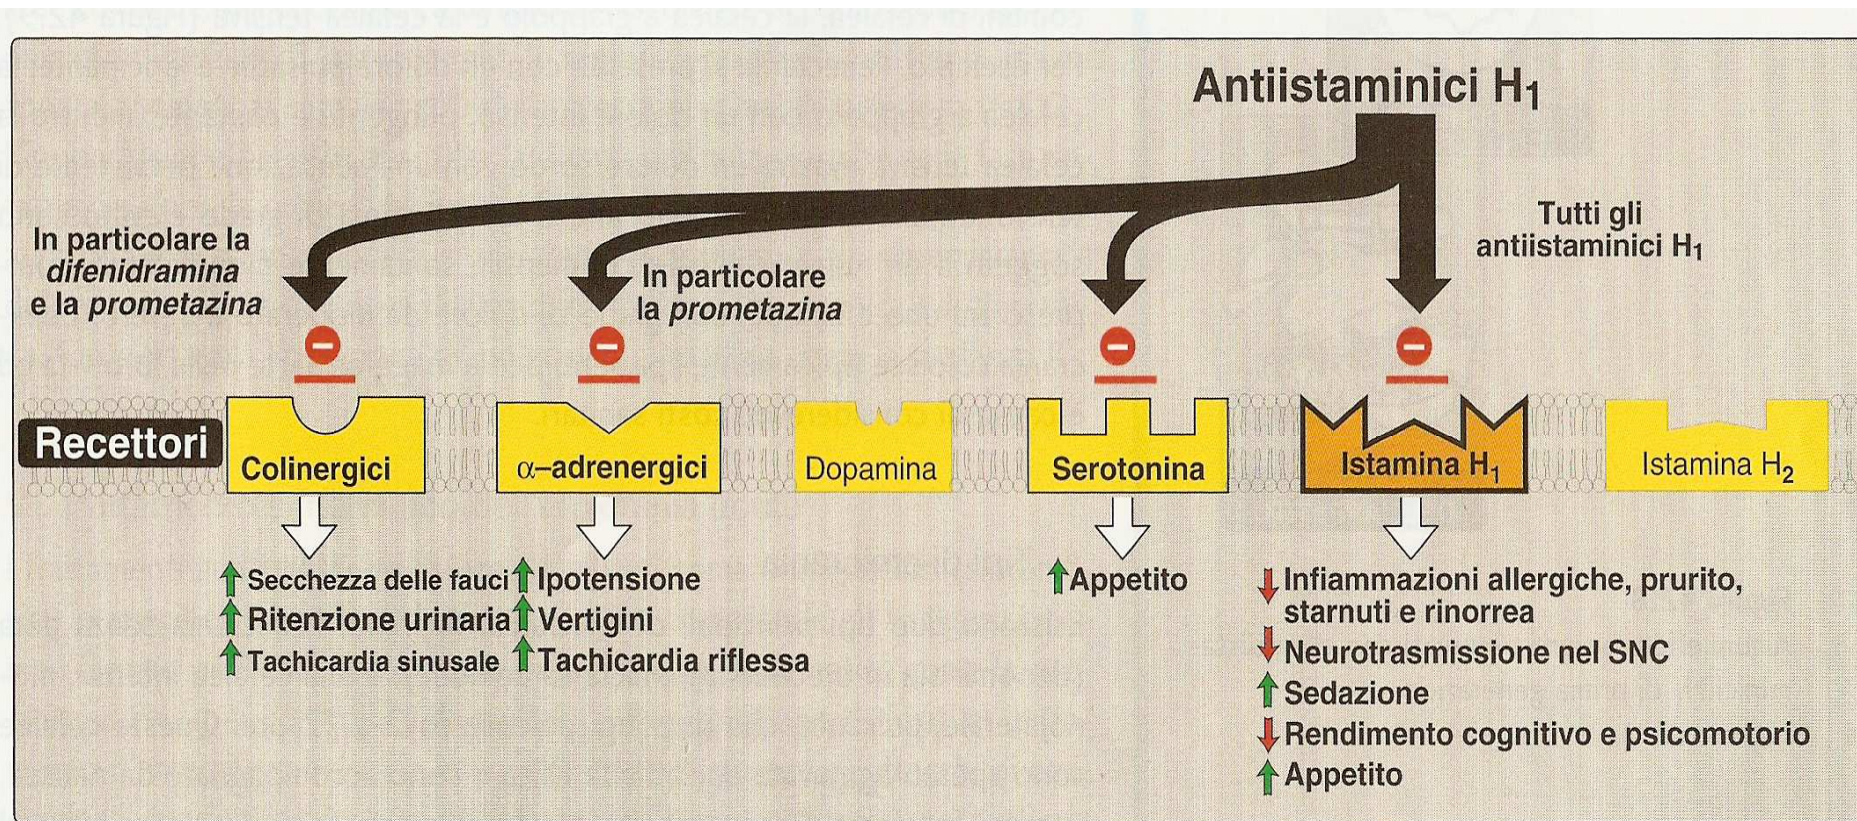 Antiistaminici H₁
In particolare la
difenidramina
e la prometazina
In particolare
la prometazina
Tutti gli
antiistaminici H₁
Recettori
Colinergici
α–adrenergici
Dopamina
Serotonina
Istamina H₁
Istamina H₂
Secchezza delle fauci
Ritenzione urinaria
Tachicardia sinusale
Ipotensione
Vertigini
Tachicardia riflessa
Appetito
Infiammazioni allergiche, prurito,
starnuti e rinorrea
Neurotrasmissione nel SNC
Sedazione
Rendimento cognitivo e psicomotorio
Appetito